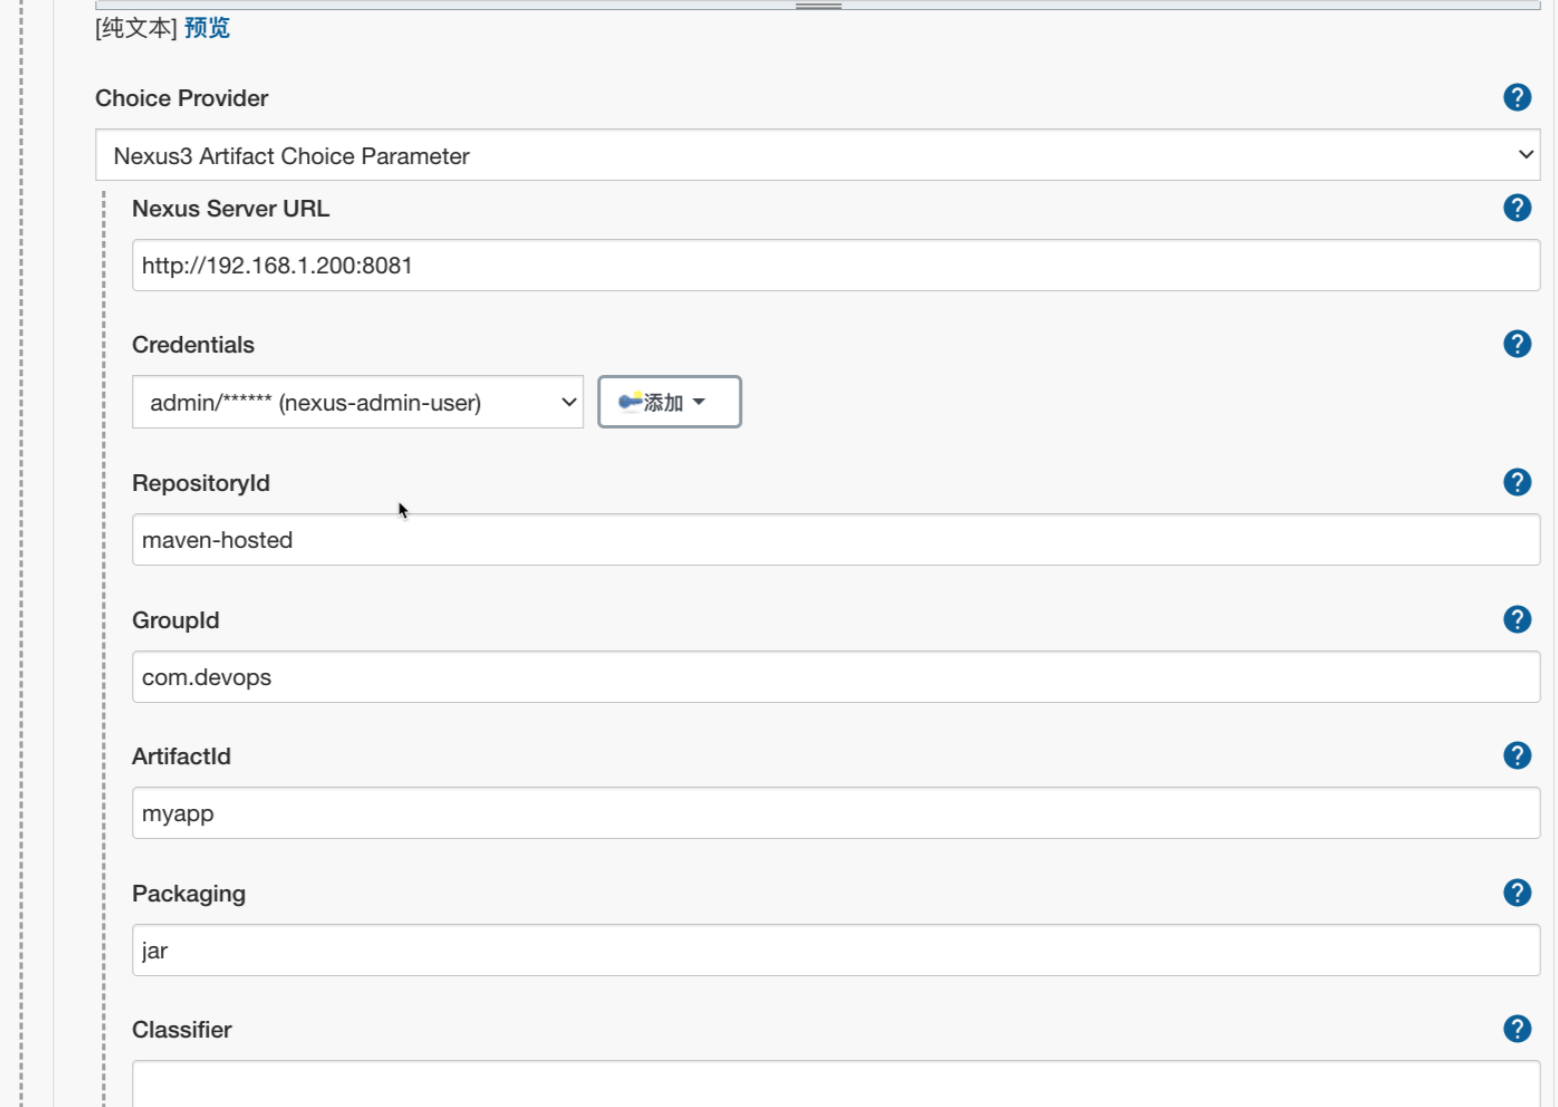 [纯文本] 预览
Choice Provider
?
Nexus3 Artifact Choice Parameter
Nexus Server URL
?
http://192.168.1.200:8081
Credentials
?
admin/****** (nexus-admin-user)
添加
RepositoryId
?
maven-hosted
GroupId
?
com.devops
ArtifactId
?
myapp
Packaging
?
jar
Classifier
?